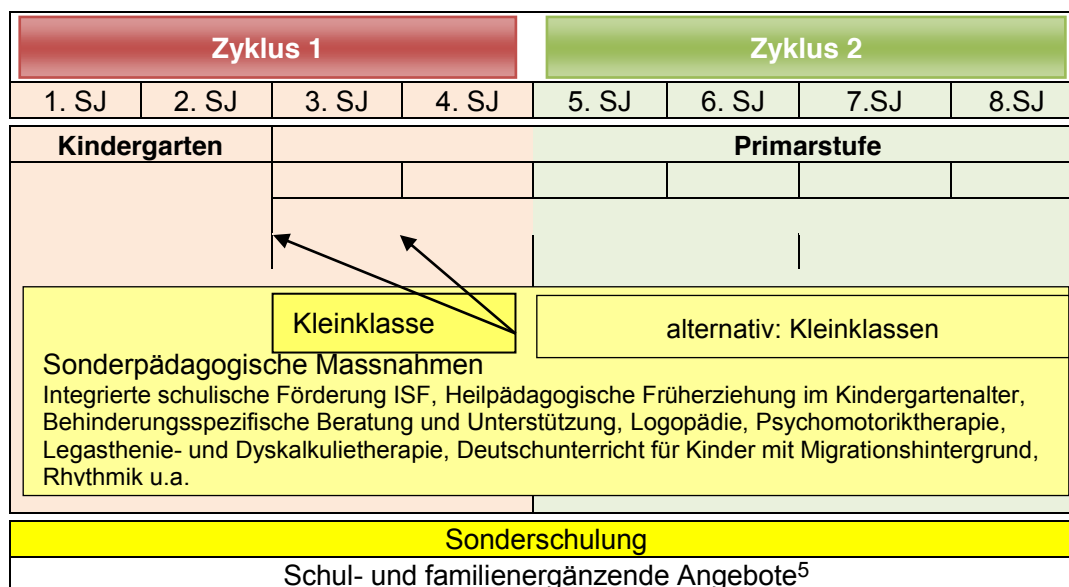 Zyklus 1 Zyklus 2
1. SJ 2. SJ 3. SJ 4. SJ 5. SJ 6. SJ 7.SJ 8.SJ
Kindergarten Primarstufe
Kleinklasse alternativ: Kleinklassen
Sonderpädagogische Massnahmen
Integrierte schulische Förderung ISF, Heilpädagogische Früherziehung im Kindergartenalter,
Behinderungsspezifische Beratung und Unterstützung, Logopädie, Psychomotoriktherapie,
Legasthenie- und Dyskalkulietherapie, Deutschunterricht für Kinder mit Migrationshintergrund,
Rhythmik u.a.
Sonderschulung
Schul- und familienergänzende Angebote5